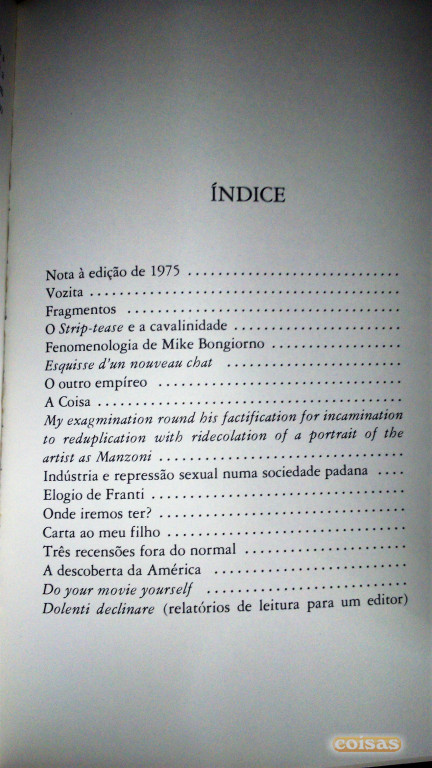 ÍNDICE
Nota à edição de 1975 ............................
Vozita .........................................
Fragmentos ....................................
O Strip-tease e a cavalinidade ......................
Fenomenologia de Mike Bongiorno .................
Esquisse d'un nouveau chat .......................
O outro empíreo ................................
A Coisa ........................................
My exagmination round his factification for incamination
to reduplication with ridecolation of a portrait of the
artist as Manzoni ................................
Indústria e repressão sexual numa sociedade padana ....
Elogio de Franti ..................................
Onde iremos ter? ................................
Carta ao meu filho ...............................
Três recensões fora do normal .....................
A descoberta da América .........................
Do your movie yourself ..........................
Dolenti declinare (relatórios de leitura para um editor)
coisas